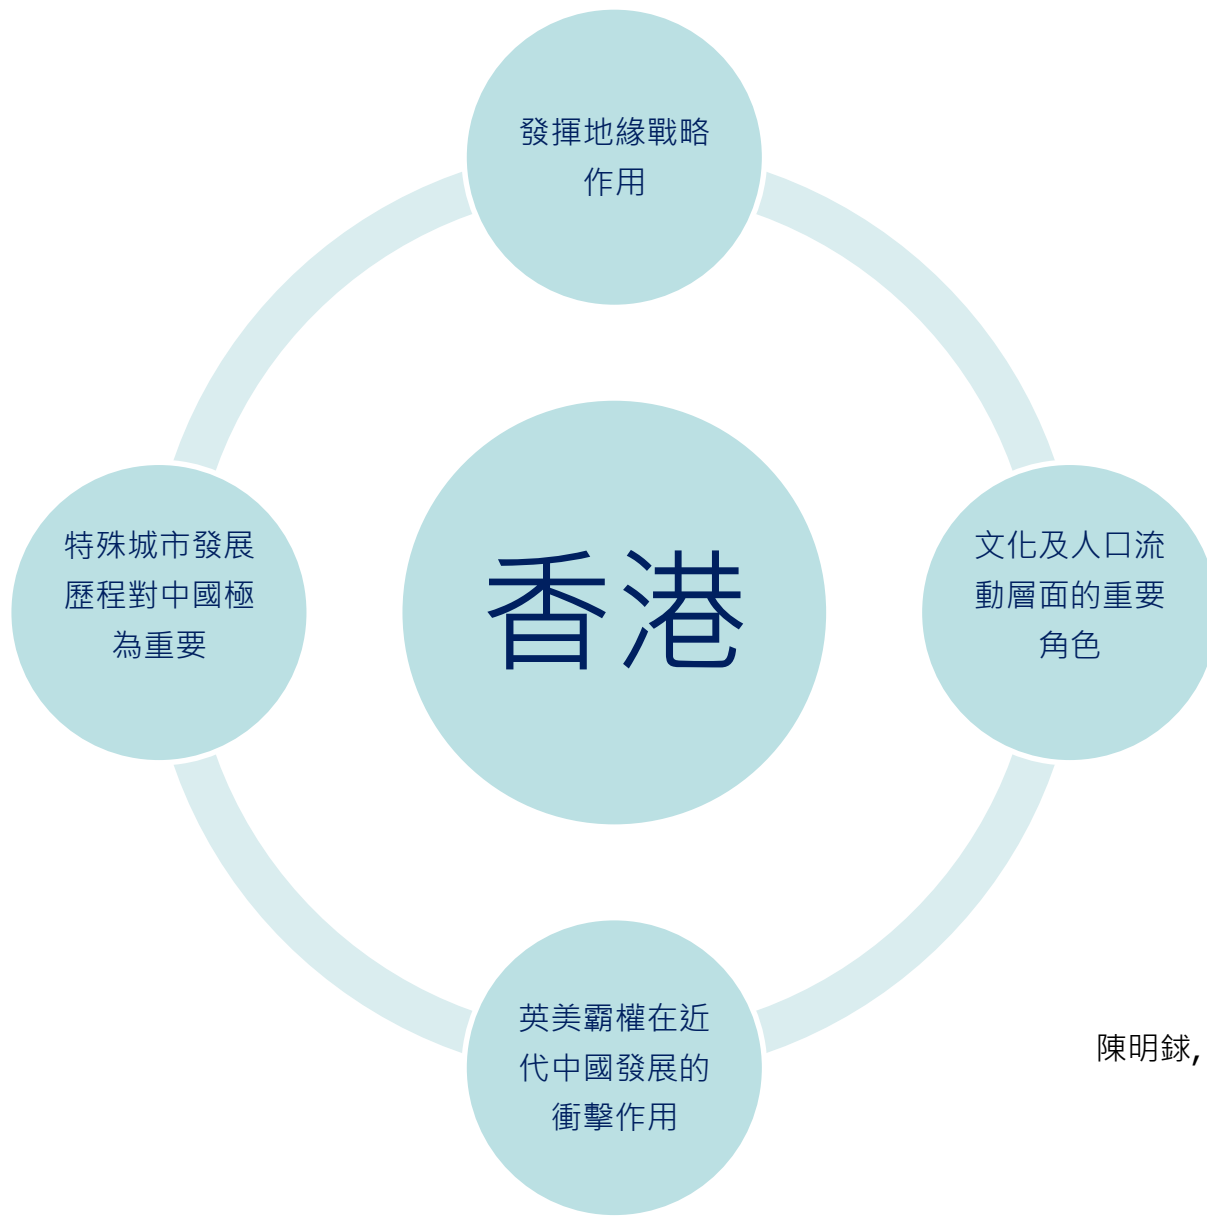 發揮地緣戰略
作用
特殊城市發展
歷程對中國極
為重要
香港
文化及人口流
動層面的重要
角色
英美霸權在近
代中國發展的
衝擊作用
陳明銶,